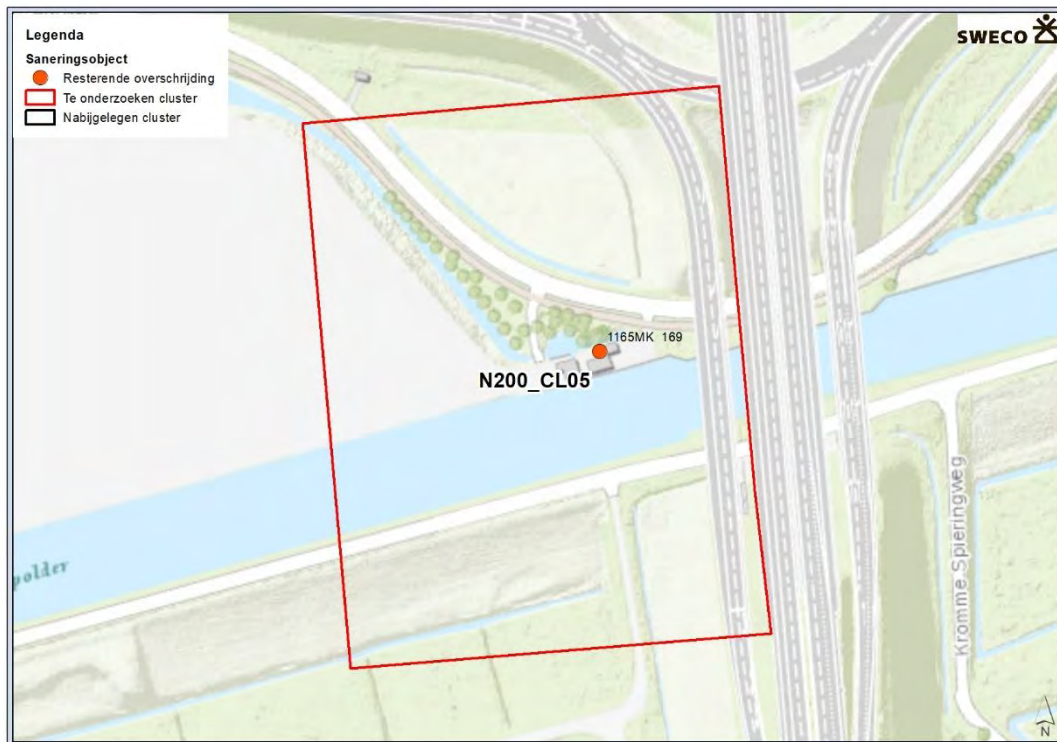 Legenda
Saneringsobject
Resterende overschrijding
Te onderzoeken cluster
Nabijgelegen cluster
SWECO
1165MK 169
N200_CL05
polder
Kromme Spieringweg
N